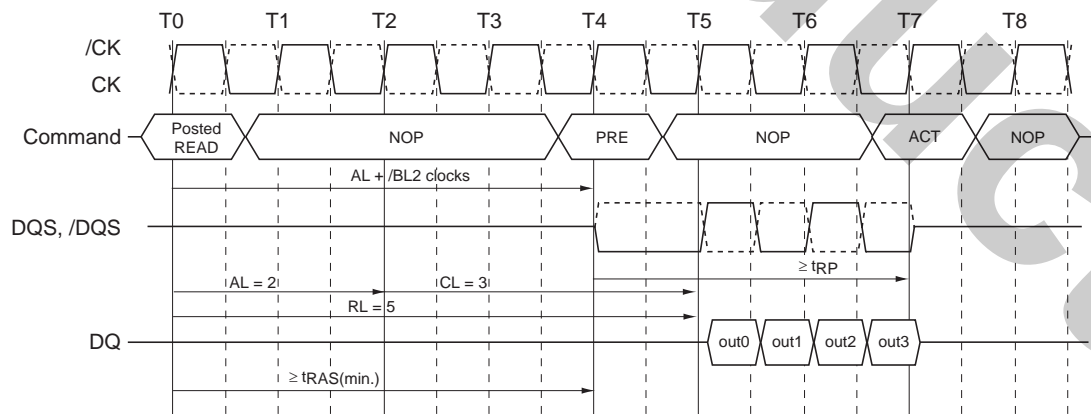 T0 T1 T2 T3 T4 T5 T6 T7 T8
/CK
CK
Command
Posted READ
NOP
PRE
NOP
ACT
NOP
AL + /BL2 clocks
DQS, /DQS
≥ tRP
AL = 2
CL = 3
RL = 5
DQ
out0 out1 out2 out3
≥ tRAS(min.)